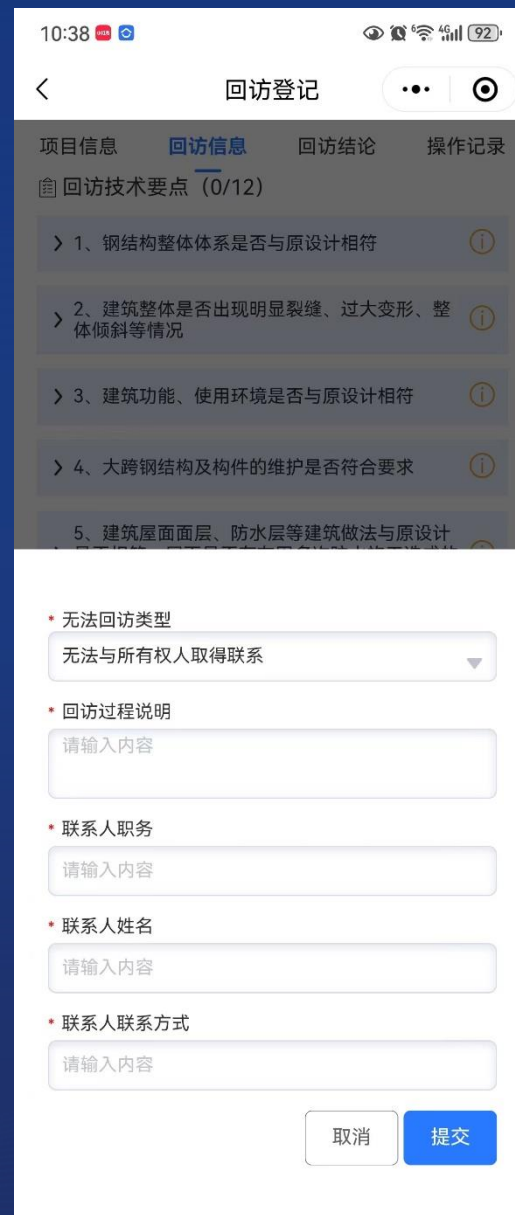 10:38
4G
92
回访登记
项目信息 回访信息 回访结论 操作记录
回访技术要点（0/12）
1、钢结构整体体系是否与原设计相符
2、建筑整体是否出现明显裂缝、过大变形、整
体倾斜等情况
3、建筑功能、使用环境是否与原设计相符
4、大跨钢结构及构件的维护是否符合要求
5、建筑屋面面层、防水层等建筑做法与原设计
* 无法回访类型
无法与所有权人取得联系
* 回访过程说明
请输入内容
* 联系人职务
请输入内容
* 联系人姓名
请输入内容
* 联系人联系方式
请输入内容
取消 提交